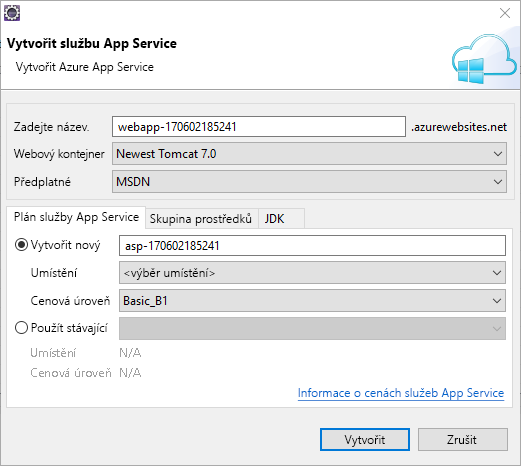 Vytvořit službu App Service
Vytvořit Azure App Service
Zadejte název. webapp-170602185241 .azurewebsites.net
Webový kontejner Newest Tomcat 7.0
Předplatné MSDN
Plán služby App Service Skupina prostředků JDK
Vytvořit nový asp-170602185241
Umístění <výběr umístění>
Cenová úroveň Basic_B1
Použít stávající
Umístění N/A
Cenová úroveň N/A
Informace o cenách služeb App Service
Vytvořit Zrušit